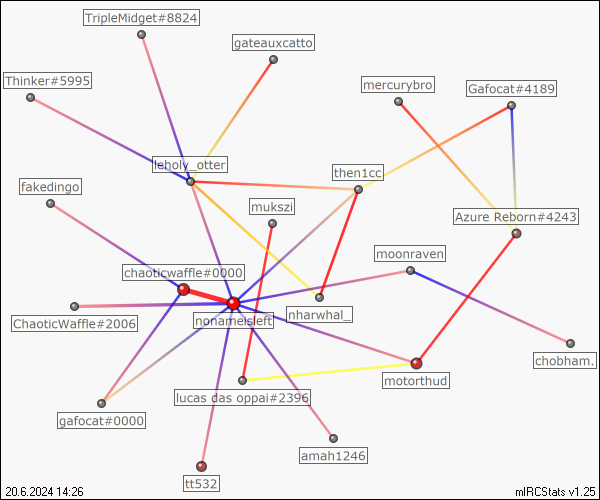 TripleMidget#8824
gateauxcatto
Thinker#5995
mercurybro
Gafocat#4189
leholy_otter
then1cc
fakedingo
mukszi
Azure Reborn#4243
moonraven
chaoticwaffle#0000
ChaoticWaffle#2006
nonameisleft
nharwhal_
chobham.
motorthud
lucas das oppai#2396
gafocat#0000
amah1246
tt532
20.6.2024 14:26
mIRCStats v1.25